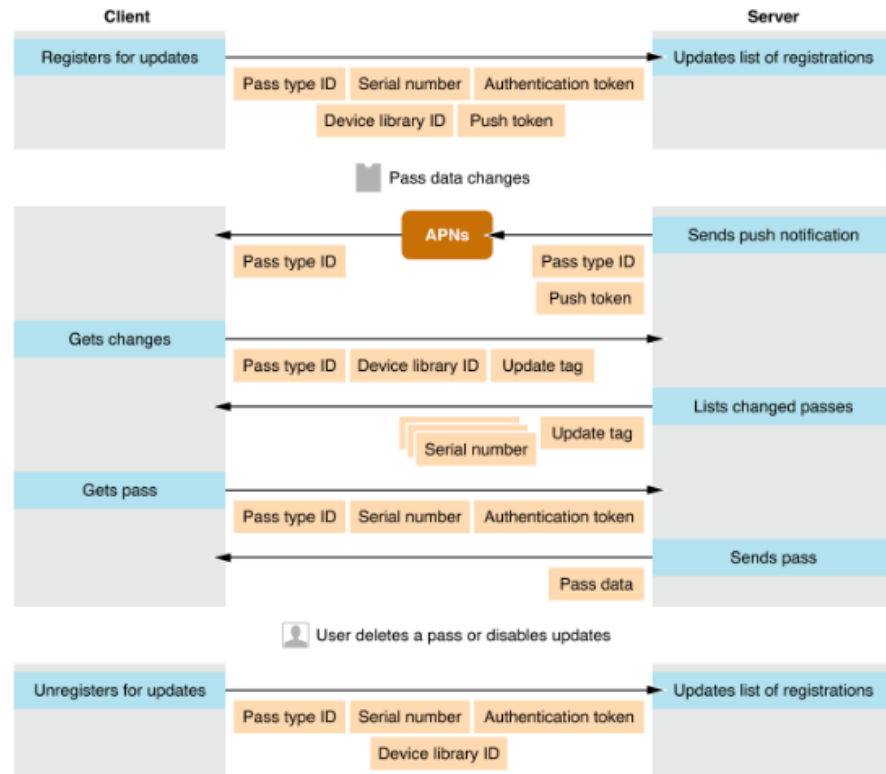 Client Server
Registers for updates Updates list of registrations
Pass type ID Serial number Authentication token
Device library ID Push token
Pass data changes
APNs Sends push notification
Pass type ID Pass type ID
Push token
Gets changes
Pass type ID Device library ID Update tag
Lists changed passes
Serial number Update tag
Gets pass
Pass type ID Serial number Authentication token
Sends pass
Pass data
User deletes a pass or disables updates
Unregisters for updates Updates list of registrations
Pass type ID Serial number Authentication token
Device library ID